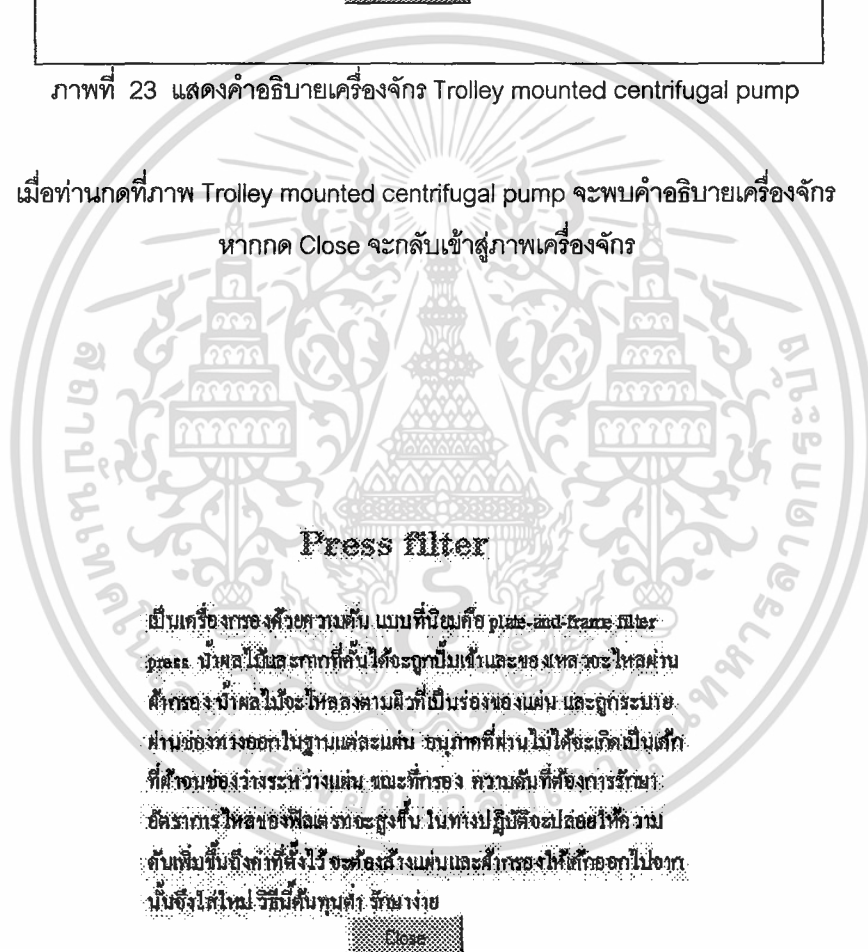 ภาพที่ 23 แสดงคำอธิบายเครื่องจักร Trolley mounted centrifugal pump
เมื่อท่านกดที่ภาพ Trolley mounted centrifugal pump จะพบคำอธิบายเครื่องจักร
หากกด Close จะกลับเข้าสู่ภาพเครื่องจักร
Press filter
เป็นเครื่องกรองด้วยความดัน แบบที่นิยมคือ plate-and-frame filter
press น้ำผลไม้และกากที่คั้นได้จะถูกปั๊มเข้าและของเหลวจะไหลผ่าน
ผ้ากรอง น้ำผลไม้จะไหลลงตามผิวที่เป็นร่องของแผ่น และถูกระบาย
ผ่านช่องทางออกในฐานแต่ละแผ่น อนุภาคที่ผ่านไม่ได้จะเกิดเป็นเค้ก
ที่ผ้าจนช่องว่างระหว่างแผ่น ขณะที่กรอง ความดันที่ต้องการรักษา
อัตราการไหลของฟิลเตรทจะสูงขึ้น ในทางปฏิบัติจะปล่อยให้ความ
ดันเพิ่มขึ้นถึงค่าที่ตั้งไว้ จะต้องล้างแผ่นและผ้ากรองให้เค้กออกไปจาก
นั้นจึงใส่ใหม่ วิธีนี้ต้นทุนต่ำ รักษาง่าย
Close